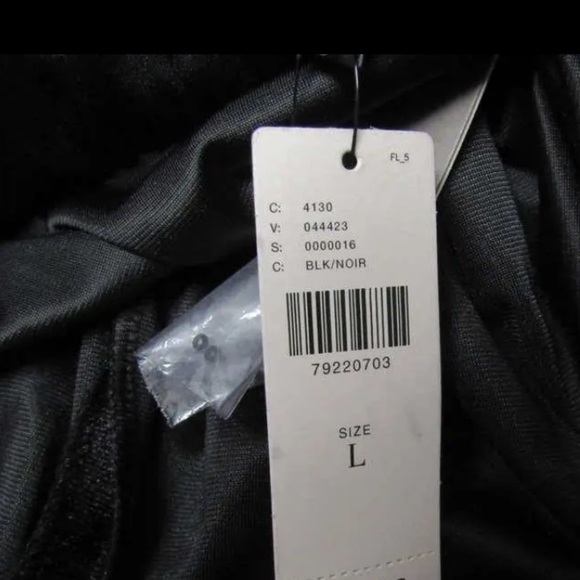 FL_5
C: 4130
V: 044423
S: 0000016
C: BLK/NOIR
79220703
SIZE
L